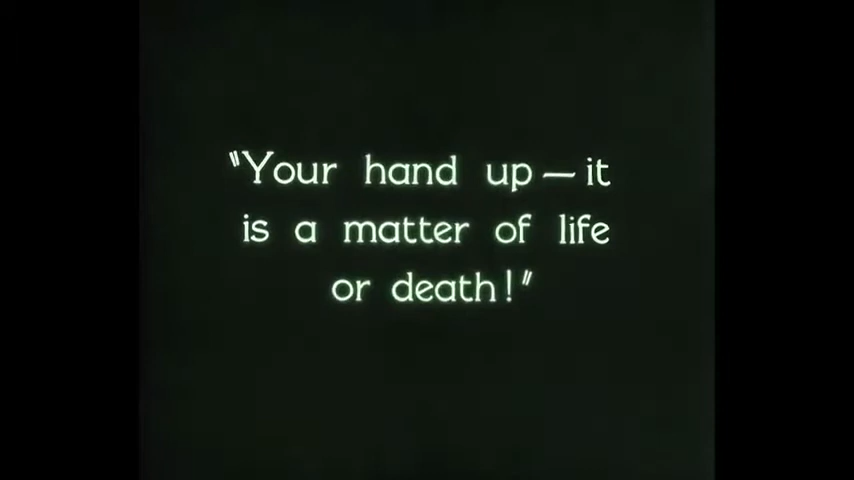 "Your hand up — it
is a matter of life
or death!"